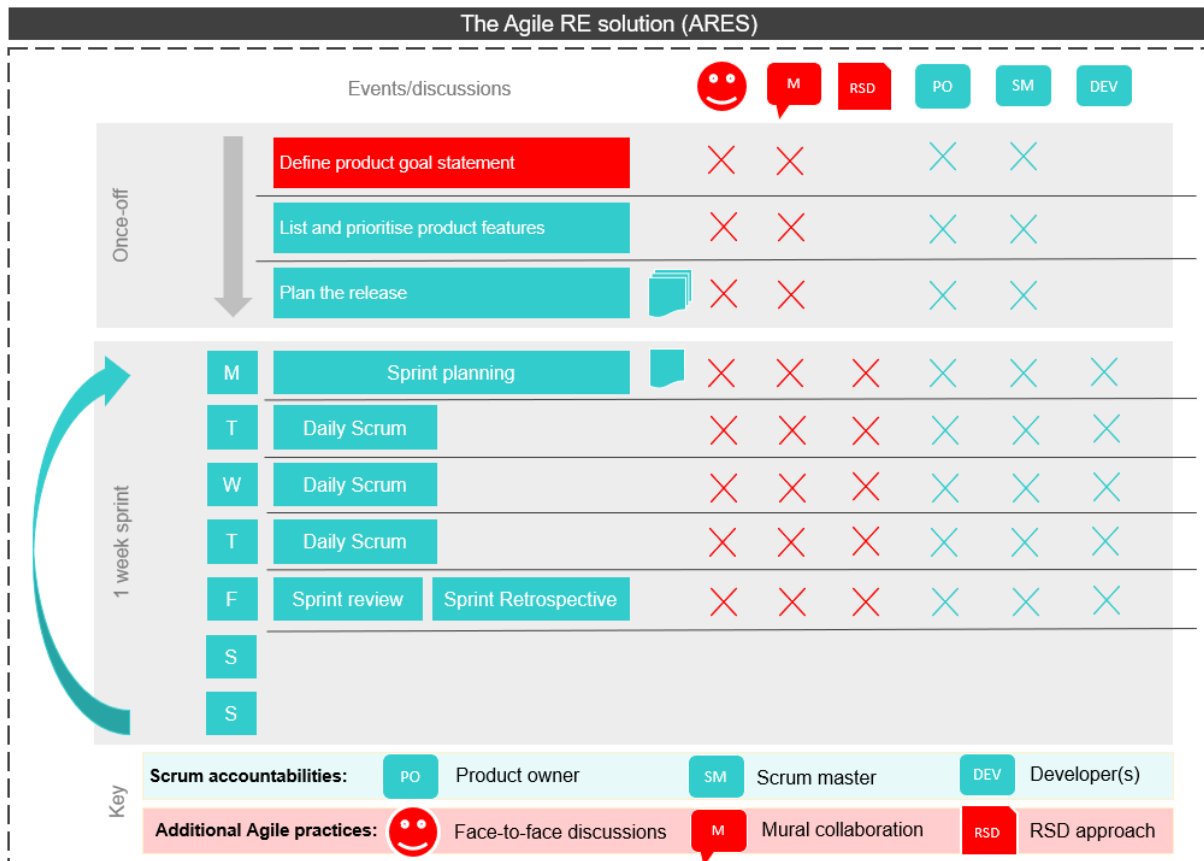 The Agile RE solution (ARES)
Events/discussions
M
RSD
PO
SM
DEV
Once-off
Define product goal statement
List and prioritise product features
Plan the release
1 week sprint
M
Sprint planning
T
Daily Scrum
W
Daily Scrum
T
Daily Scrum
F
Sprint review
Sprint Retrospective
S
S
Key
Scrum accountabilities:
PO
Product owner
SM
Scrum master
DEV
Developer(s)
Additional Agile practices:
Face-to-face discussions
M
Mural collaboration
RSD
RSD approach